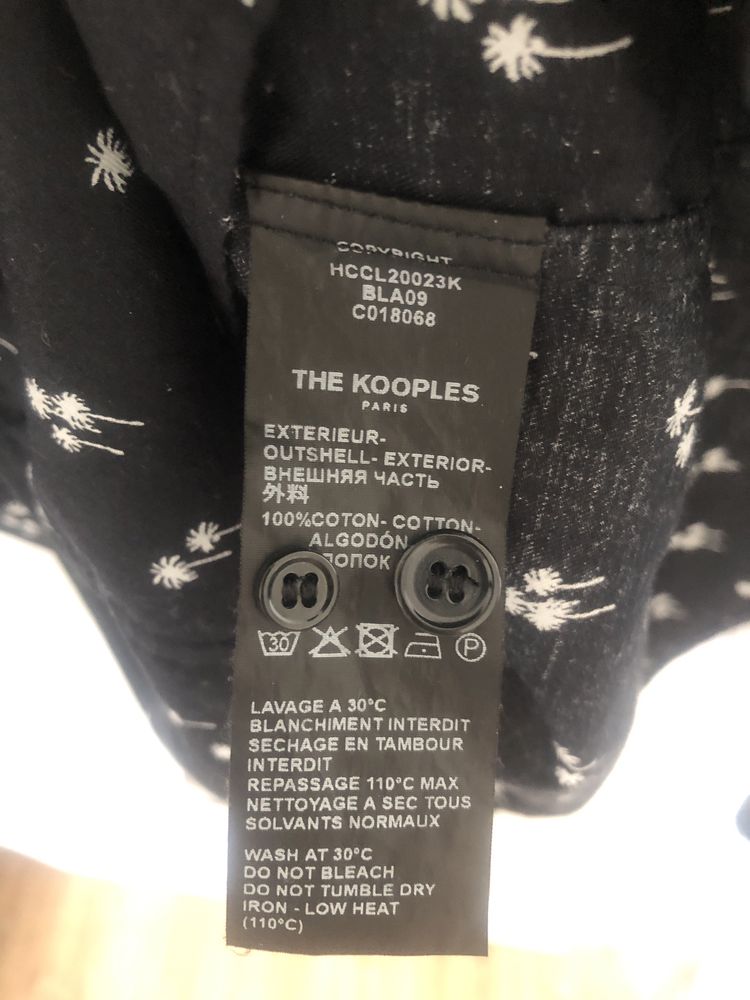 COPYRIGHT
HCCL20023K
BLA09
C018068
THE KOOPLES
PARIS
EXTERIEUR-
OUTSHELL- EXTERIOR-
ВНЕШНЯЯ ЧАСТЬ
外料
100%COTON- COTTON-
ALGODÓN
ЛОПОК
30
P
LAVAGE A 30°C
BLANCHIMENT INTERDIT
SECHAGE EN TAMBOUR
INTERDIT
REPASSAGE 110°C MAX
NETTOYAGE A SEC TOUS
SOLVANTS NORMAUX
WASH AT 30°C
DO NOT BLEACH
DO NOT TUMBLE DRY
IRON - LOW HEAT
(110°C)